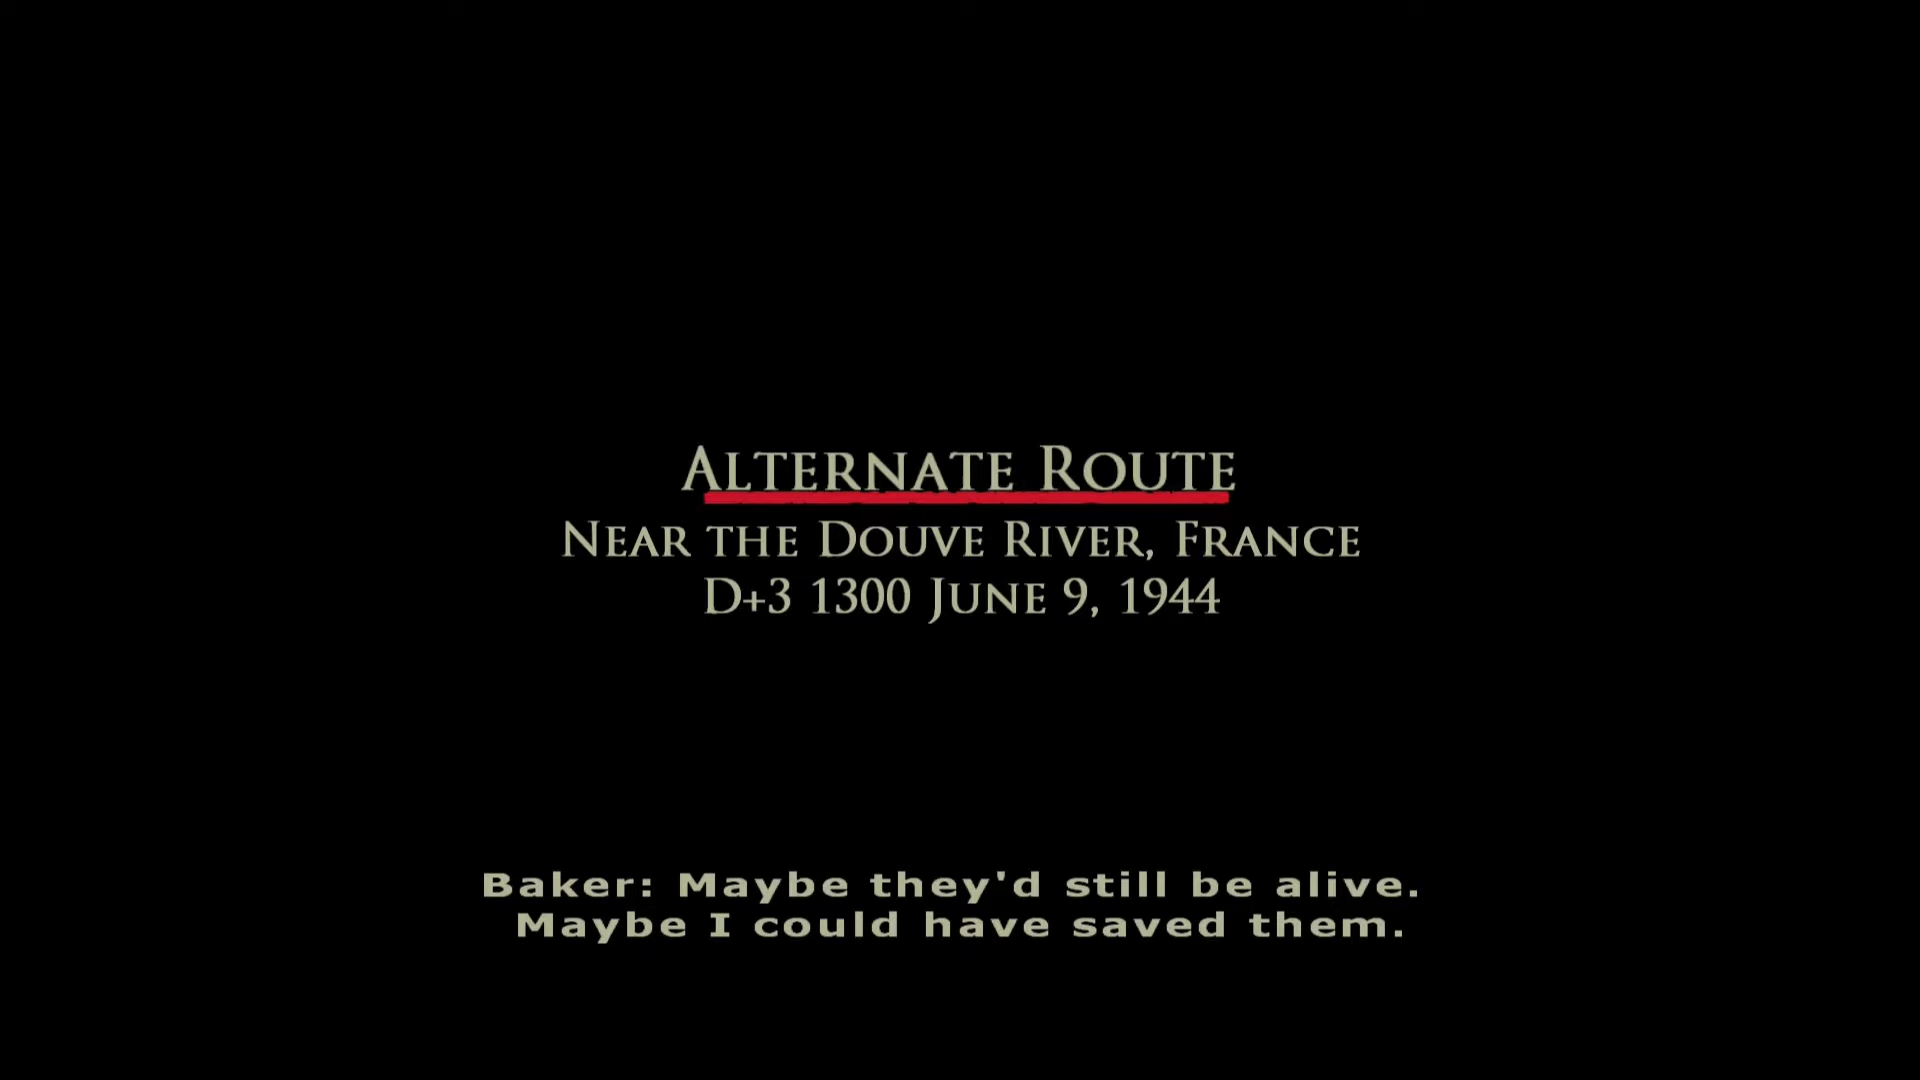 Alternate Route
Near the Douve River, France
D+3 1300 June 9, 1944
Baker: Maybe they'd still be alive.
Maybe I could have saved them.